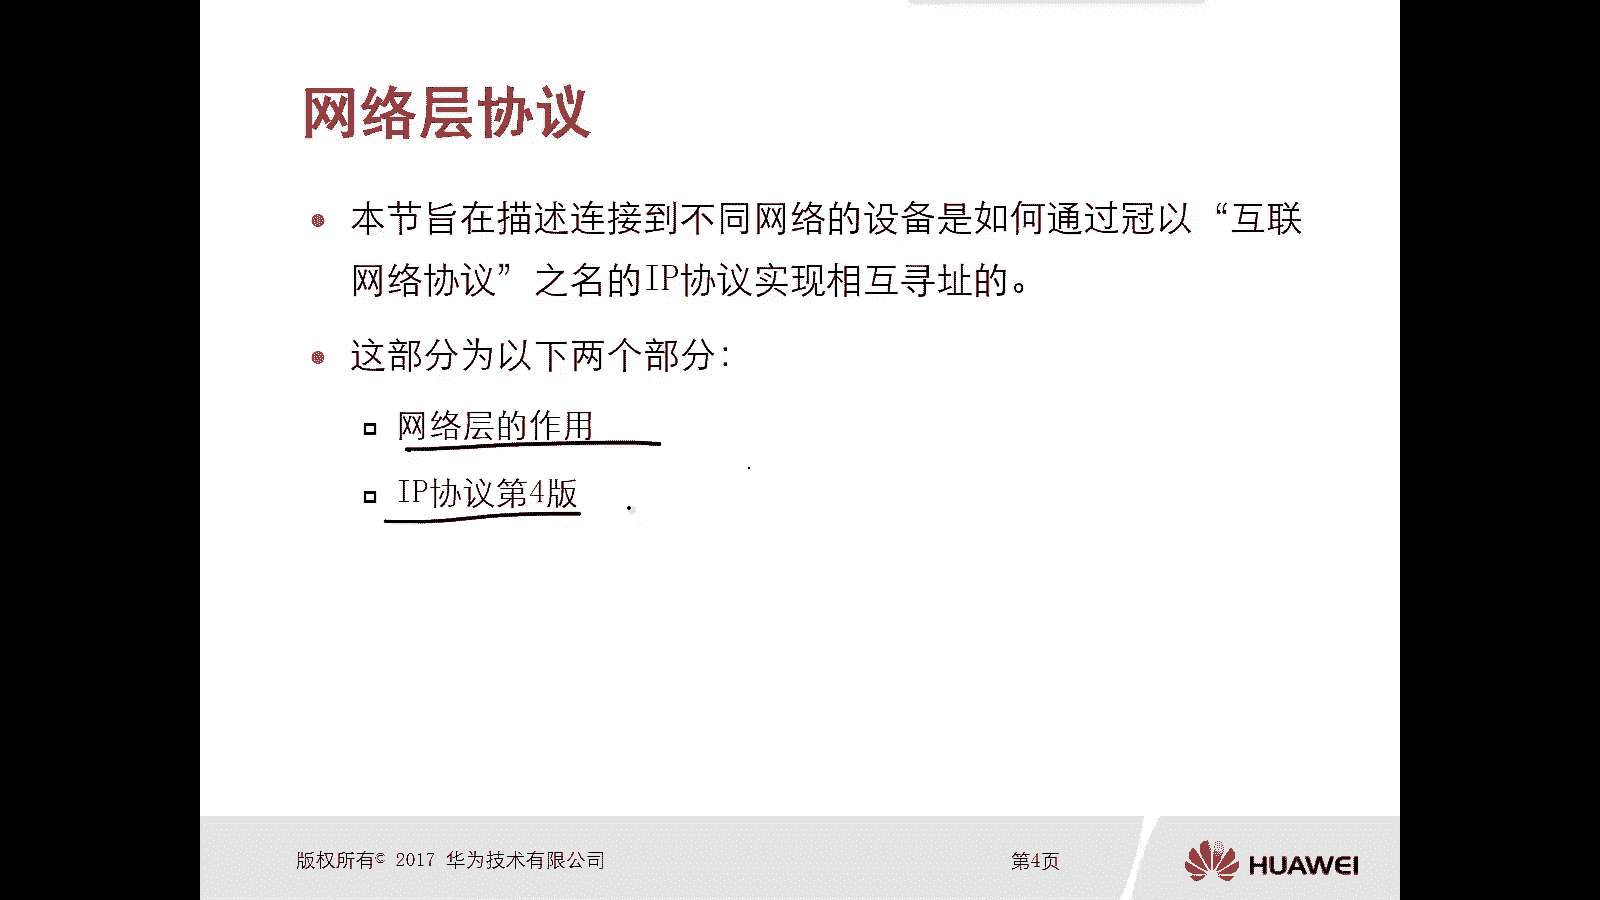 网络层协议
本节旨在描述连接到不同网络的设备是如何通过冠以“互联
网络协议”之名的IP协议实现相互寻址的。
这部分为以下两个部分：
网络层的作用
IP协议第4版
版权所有© 2017 华为技术有限公司
第4页
HUAWEI